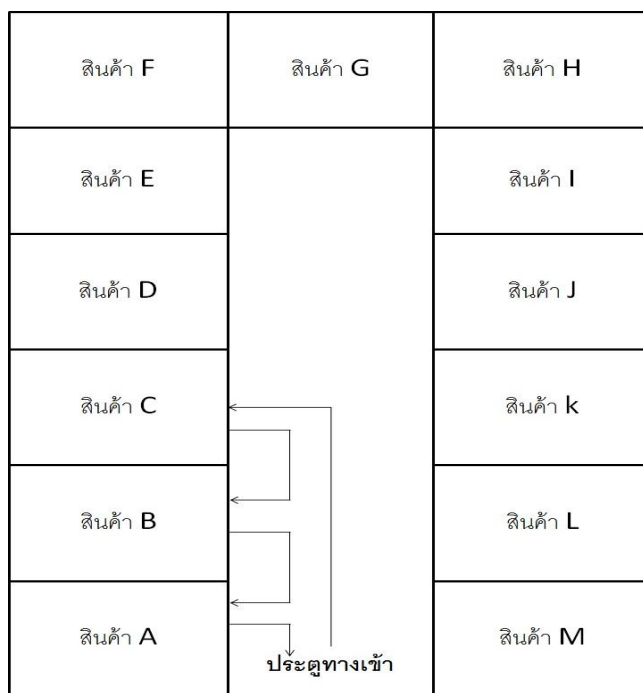 สินค้า F
สินค้า G
สินค้า H
สินค้า E
สินค้า I
สินค้า D
สินค้า J
สินค้า C
สินค้า k
สินค้า B
สินค้า L
สินค้า A
ประตูทางเข้า
สินค้า M